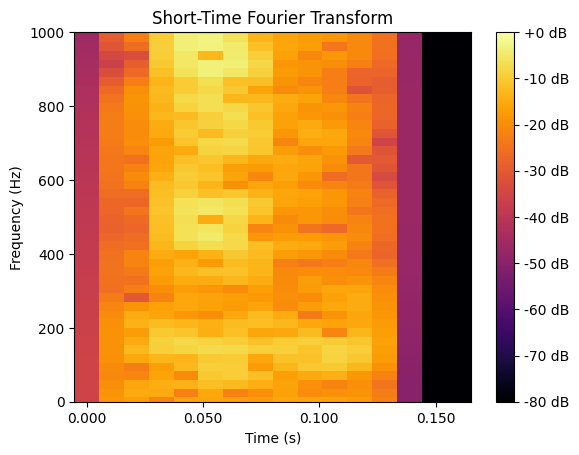 Short-Time Fourier Transform
Frequency (Hz)
1000
800
600
400
200
0
0.000
0.050
0.100
0.150
Time (s)
+0 dB
-10 dB
-20 dB
-30 dB
-40 dB
-50 dB
-60 dB
-70 dB
-80 dB